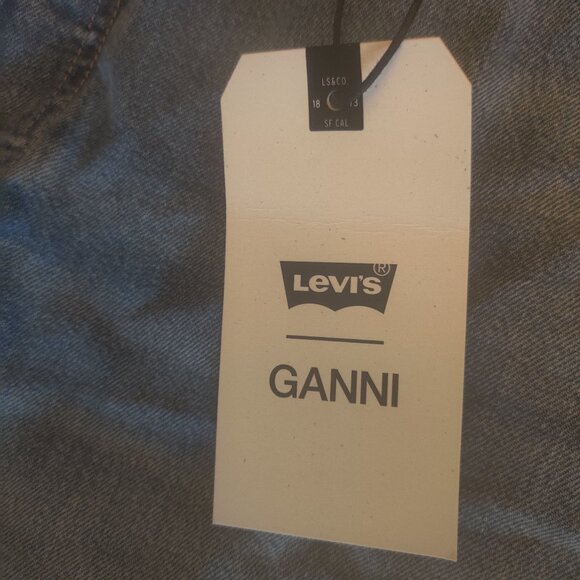 LS&CO.
18 73
SF CAL
Levi's®
GANNI